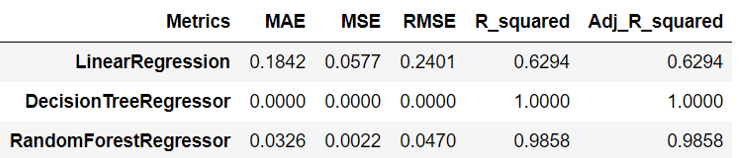 Metrics MAE MSE RMSE R_squared Adj_R_squared
LinearRegression 0.1842 0.0577 0.2401 0.6294 0.6294
DecisionTreeRegressor 0.0000 0.0000 0.0000 1.0000 1.0000
RandomForestRegressor 0.0326 0.0022 0.0470 0.9858 0.9858